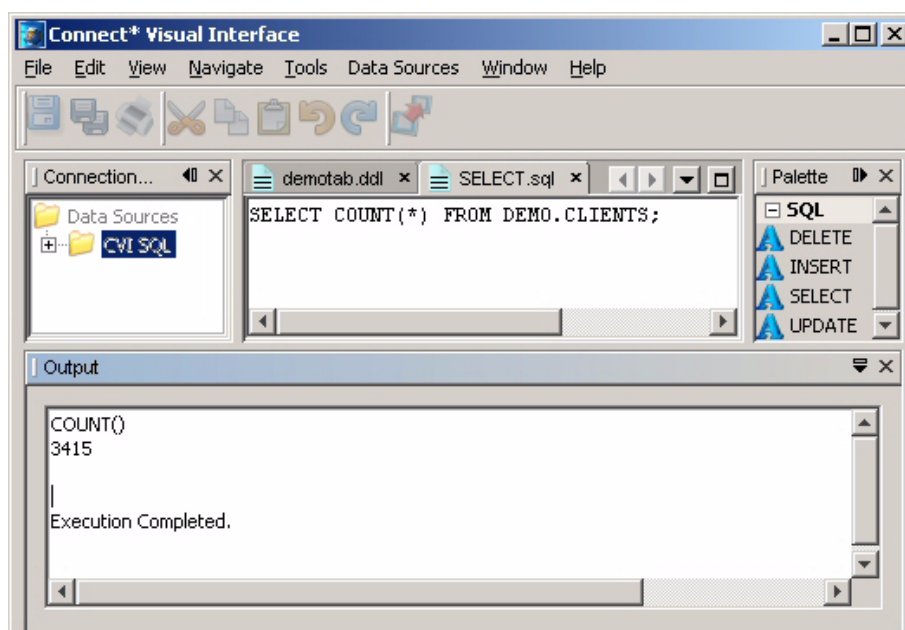 Connect* Visual Interface
File Edit View Navigate Tools Data Sources Window Help
Connection...
demotab.ddl
SELECT.sql
Palette
Data Sources
CVI SQL
SELECT COUNT(*) FROM DEMO.CLIENTS;
SQL
DELETE
INSERT
SELECT
UPDATE
Output
COUNT()
3415
Execution Completed.